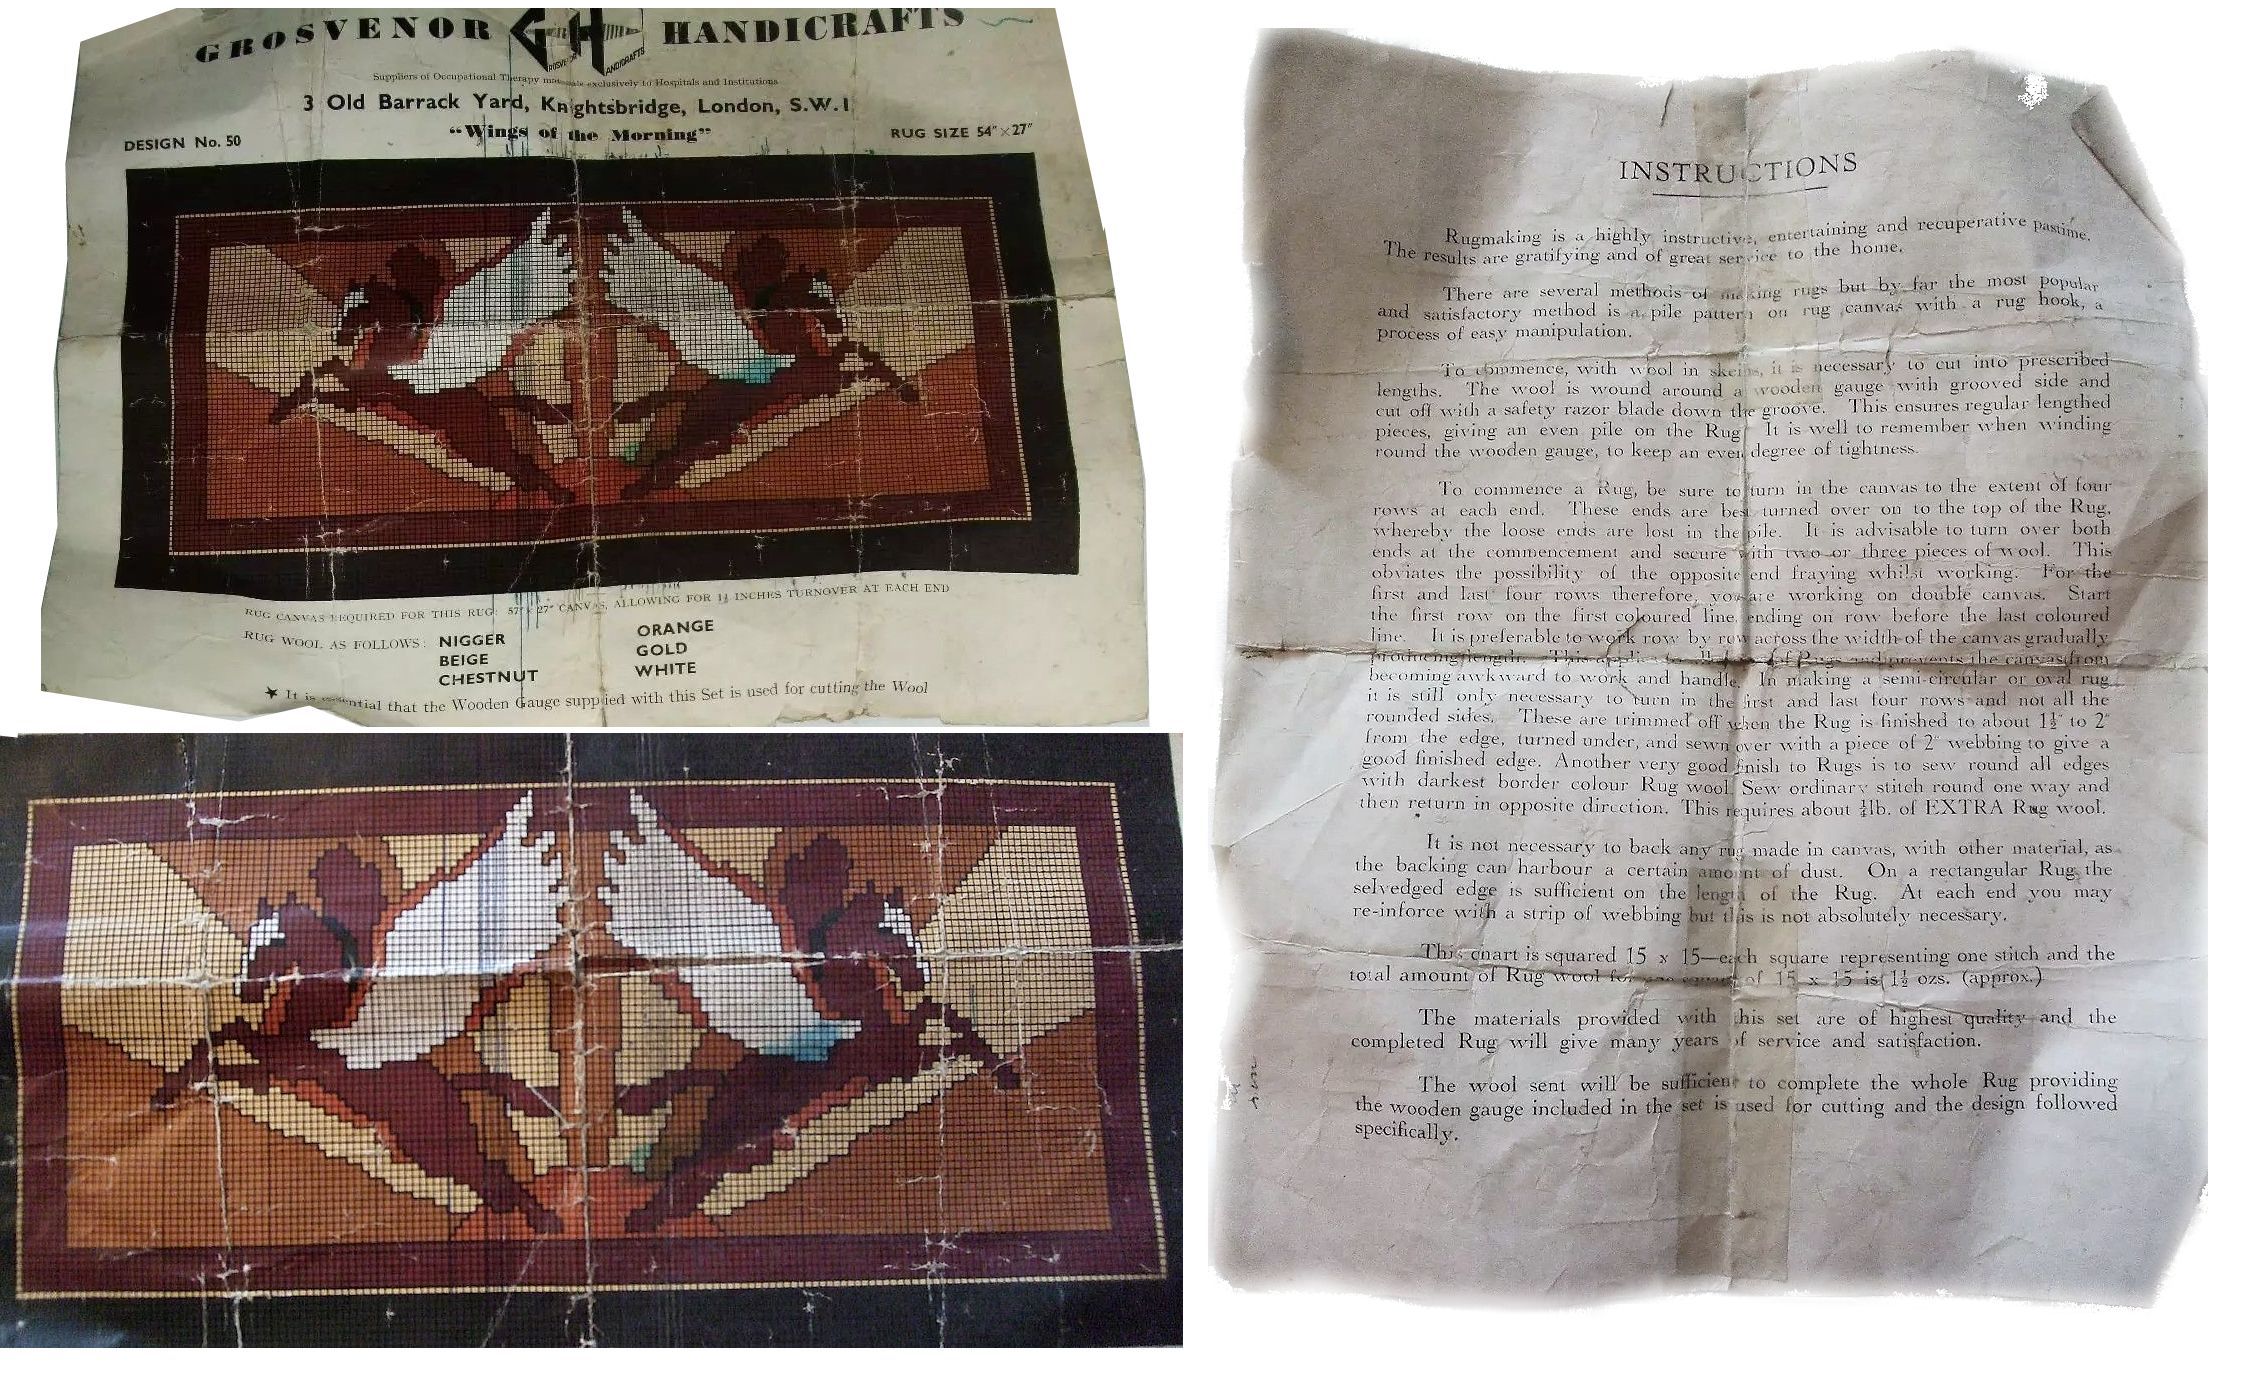 GROSVENOR GH HANDICRAFTS
GROSVENOR HANDICRAFTS
Suppliers of Occupational Therapy materials exclusively to Hospitals and Institutions
3 Old Barrack Yard, Knightsbridge, London, S.W.1
DESIGN No. 50
"Wings of the Morning"
RUG SIZE 54" × 27"
RUG CANVAS REQUIRED FOR THIS RUG: 57" × 27" CANVAS, ALLOWING FOR 1½ INCHES TURNOVER AT EACH END
RUG WOOL AS FOLLOWS:
NIGGER
BEIGE
CHESTNUT
ORANGE
GOLD
WHITE
★ It is essential that the Wooden Gauge supplied with this Set is used for cutting the Wool
INSTRUCTIONS
Rugmaking is a highly instructive, entertaining and recuperative pastime.
The results are gratifying and of great service to the home.
There are several methods of making rugs but by far the most popular
and satisfactory method is a pile pattern on rug canvas with a rug hook, a
process of easy manipulation.
To commence, with wool in skeins, it is necessary to cut into prescribed
lengths. The wool is wound around a wooden gauge with grooved side and
cut off with a safety razor blade down the groove. This ensures regular lengthed
pieces, giving an even pile on the Rug. It is well to remember when winding
round the wooden gauge, to keep an even degree of tightness.
To commence a Rug, be sure to turn in the canvas to the extent of four
rows at each end. These ends are best turned over on to the top of the Rug,
whereby the loose ends are lost in the pile. It is advisable to turn over both
ends at the commencement and secure with two or three pieces of wool. This
obviates the possibility of the opposite end fraying whilst working. For the
first and last four rows therefore, you are working on double canvas. Start
the first row on the first coloured line, ending on row before the last coloured
line. It is preferable to work row by row across the width of the canvas gradually
producing length. This applies to all of Rugs and prevents the canvas from
becoming awkward to work and handle. In making a semi-circular or oval rug
it is still only necessary to turn in the first and last four rows and not all the
rounded sides. These are trimmed off when the Rug is finished to about 1½" to 2"
from the edge, turned under, and sewn over with a piece of 2" webbing to give a
good finished edge. Another very good finish to Rugs is to sew round all edges
with darkest border colour Rug wool. Sew ordinary stitch round one way and
then return in opposite direction. This requires about ¼lb. of EXTRA Rug wool.
It is not necessary to back any rug made in canvas, with other material, as
the backing can harbour a certain amount of dust. On a rectangular Rug the
selvedged edge is sufficient on the length of the Rug. At each end you may
re-inforce with a strip of webbing but this is not absolutely necessary.
This chart is squared 15 x 15—each square representing one stitch and the
total amount of Rug wool for one square of 15 x 15 is 1½ ozs. (approx.)
The materials provided with this set are of highest quality and the
completed Rug will give many years of service and satisfaction.
The wool sent will be sufficient to complete the whole Rug providing
the wooden gauge included in the set is used for cutting and the design followed
specifically.